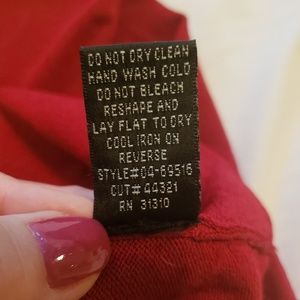 DO NOT DRY CLEAN
HAND WASH COLD
DO NOT BLEACH
RESHAPE AND
LAY FLAT TO DRY
COOL IRON ON
REVERSE
STYLE#04-69516
CUT# 44321
RN 31310